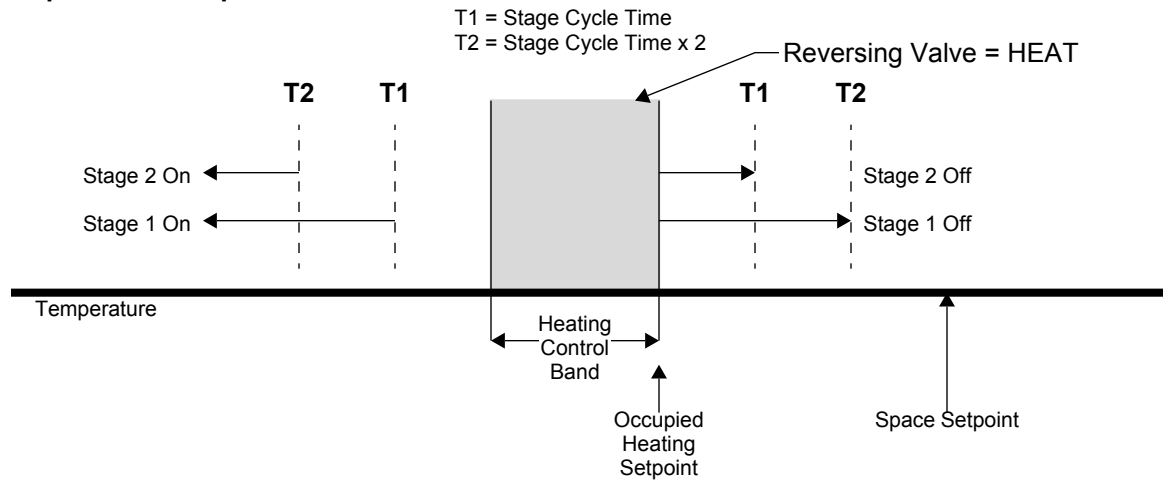 T1 = Stage Cycle Time
T2 = Stage Cycle Time x 2
Reversing Valve = HEAT
T2 T1 T1 T2
Stage 2 On Stage 2 Off
Stage 1 On Stage 1 Off
Temperature
Heating
Control
Band
Occupied
Heating
Setpoint
Space Setpoint